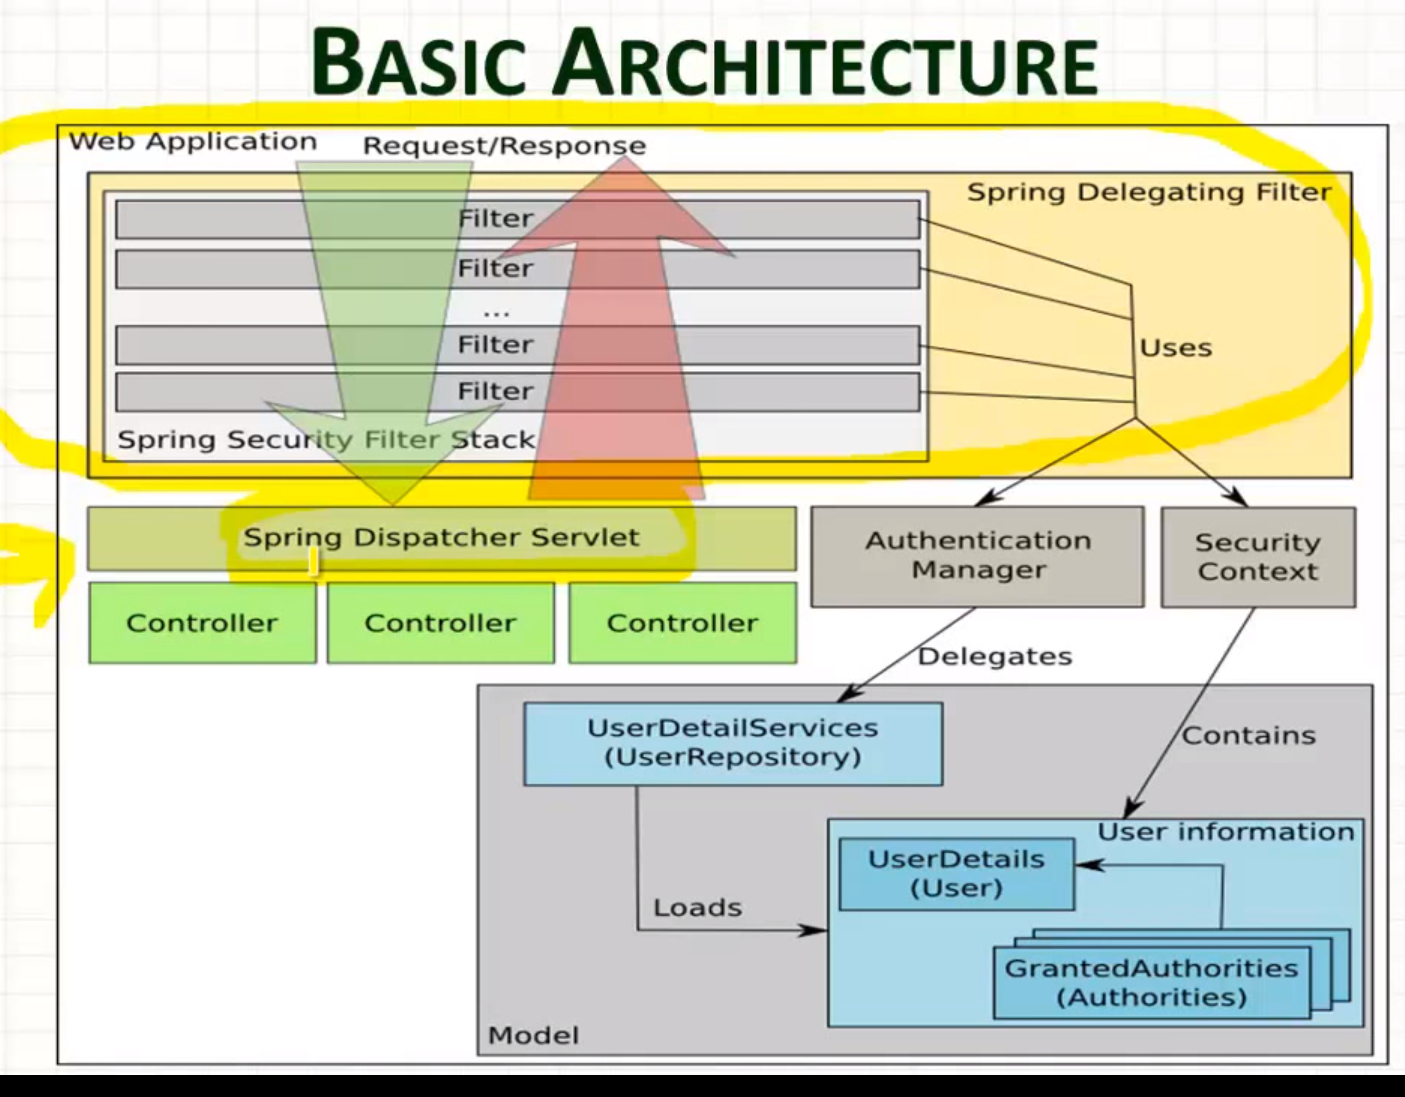 BASIC ARCHITECTURE
Web Application
Request/Response
Spring Delegating Filter
Filter
Filter
...
Filter
Filter
Uses
Spring Security Filter Stack
Spring Dispatcher Servlet
Authentication
Manager
Security
Context
Controller
Controller
Controller
Delegates
UserDetailServices
(UserRepository)
Contains
User information
UserDetails
(User)
Loads
GrantedAuthorities
(Authorities)
Model